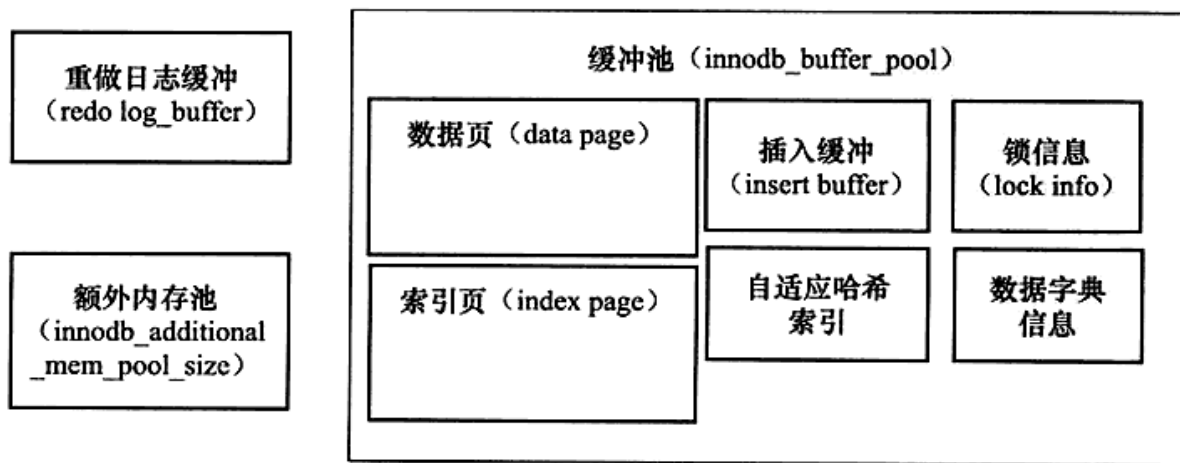 重做日志缓冲
（redo log_buffer）
额外内存池
（innodb_additional
_mem_pool_size）
缓冲池（innodb_buffer_pool）
数据页（data page）
插入缓冲
（insert buffer）
锁信息
（lock info）
索引页（index page）
自适应哈希
索引
数据字典
信息